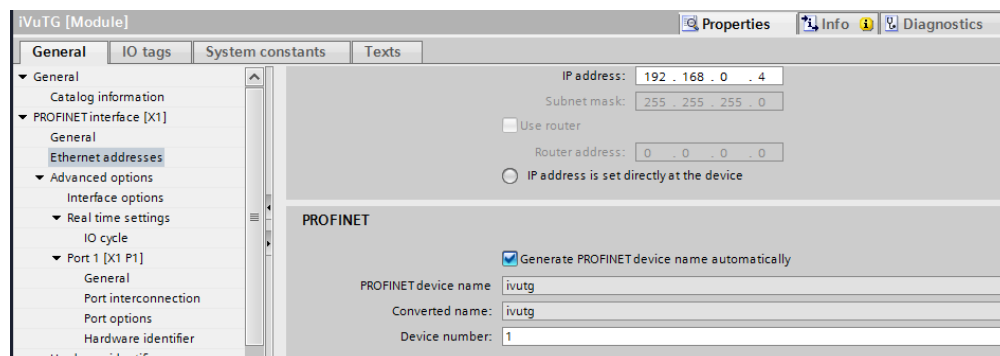 iVuTG [Module]
Properties
Info
Diagnostics
General
IO tags
System constants
Texts
General
Catalog information
PROFINET interface [X1]
General
Ethernet addresses
Advanced options
Interface options
Real time settings
IO cycle
Port 1 [X1 P1]
General
Port interconnection
Port options
Hardware identifier
IP address: 192 . 168 . 0 . 4
Subnet mask: 255 . 255 . 255 . 0
Use router
Router address: 0 . 0 . 0 . 0
IP address is set directly at the device
PROFINET
Generate PROFINET device name automatically
PROFINET device name ivutg
Converted name: ivutg
Device number: 1